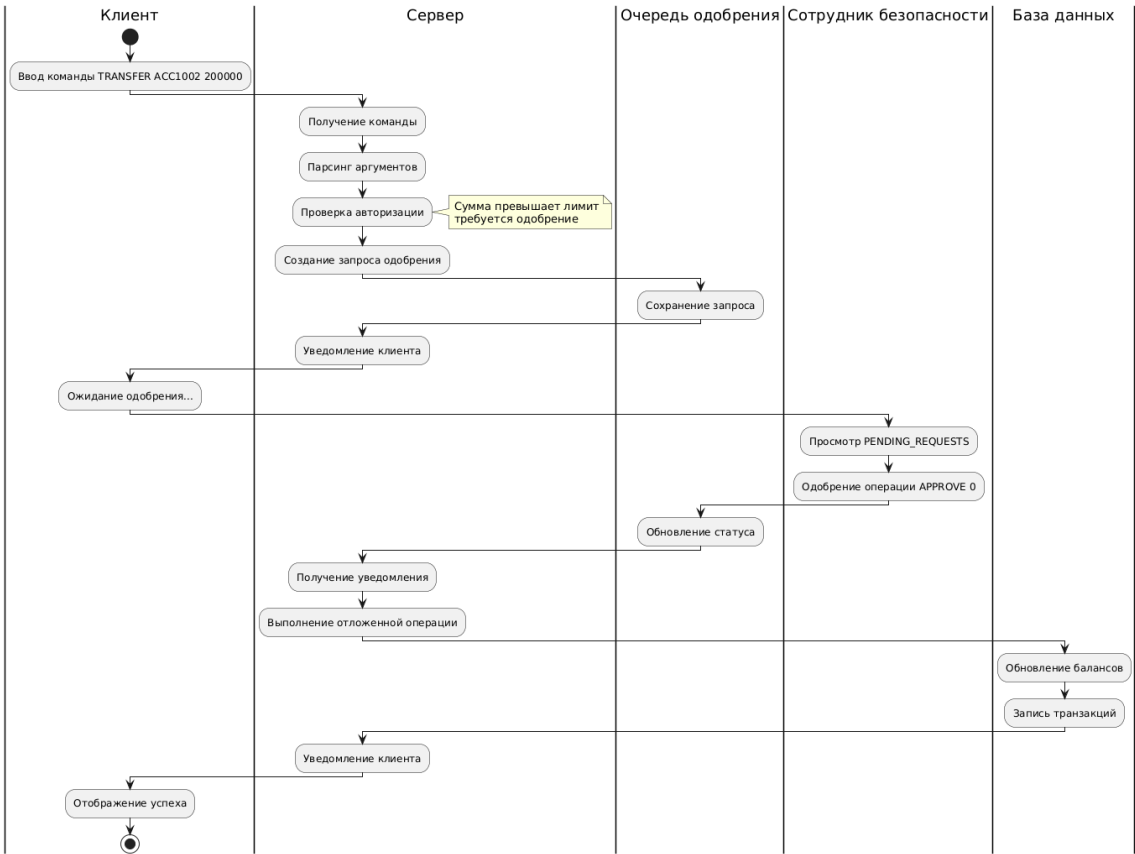 Клиент
Сервер
Очередь одобрения
Сотрудник безопасности
База данных
Ввод команды TRANSFER ACC1002 200000
Получение команды
Парсинг аргументов
Проверка авторизации
Сумма превышает лимит
требуется одобрение
Создание запроса одобрения
Сохранение запроса
Уведомление клиента
Ожидание одобрения...
Просмотр PENDING_REQUESTS
Одобрение операции APPROVE 0
Обновление статуса
Получение уведомления
Выполнение отложенной операции
Обновление балансов
Запись транзакций
Уведомление клиента
Отображение успеха